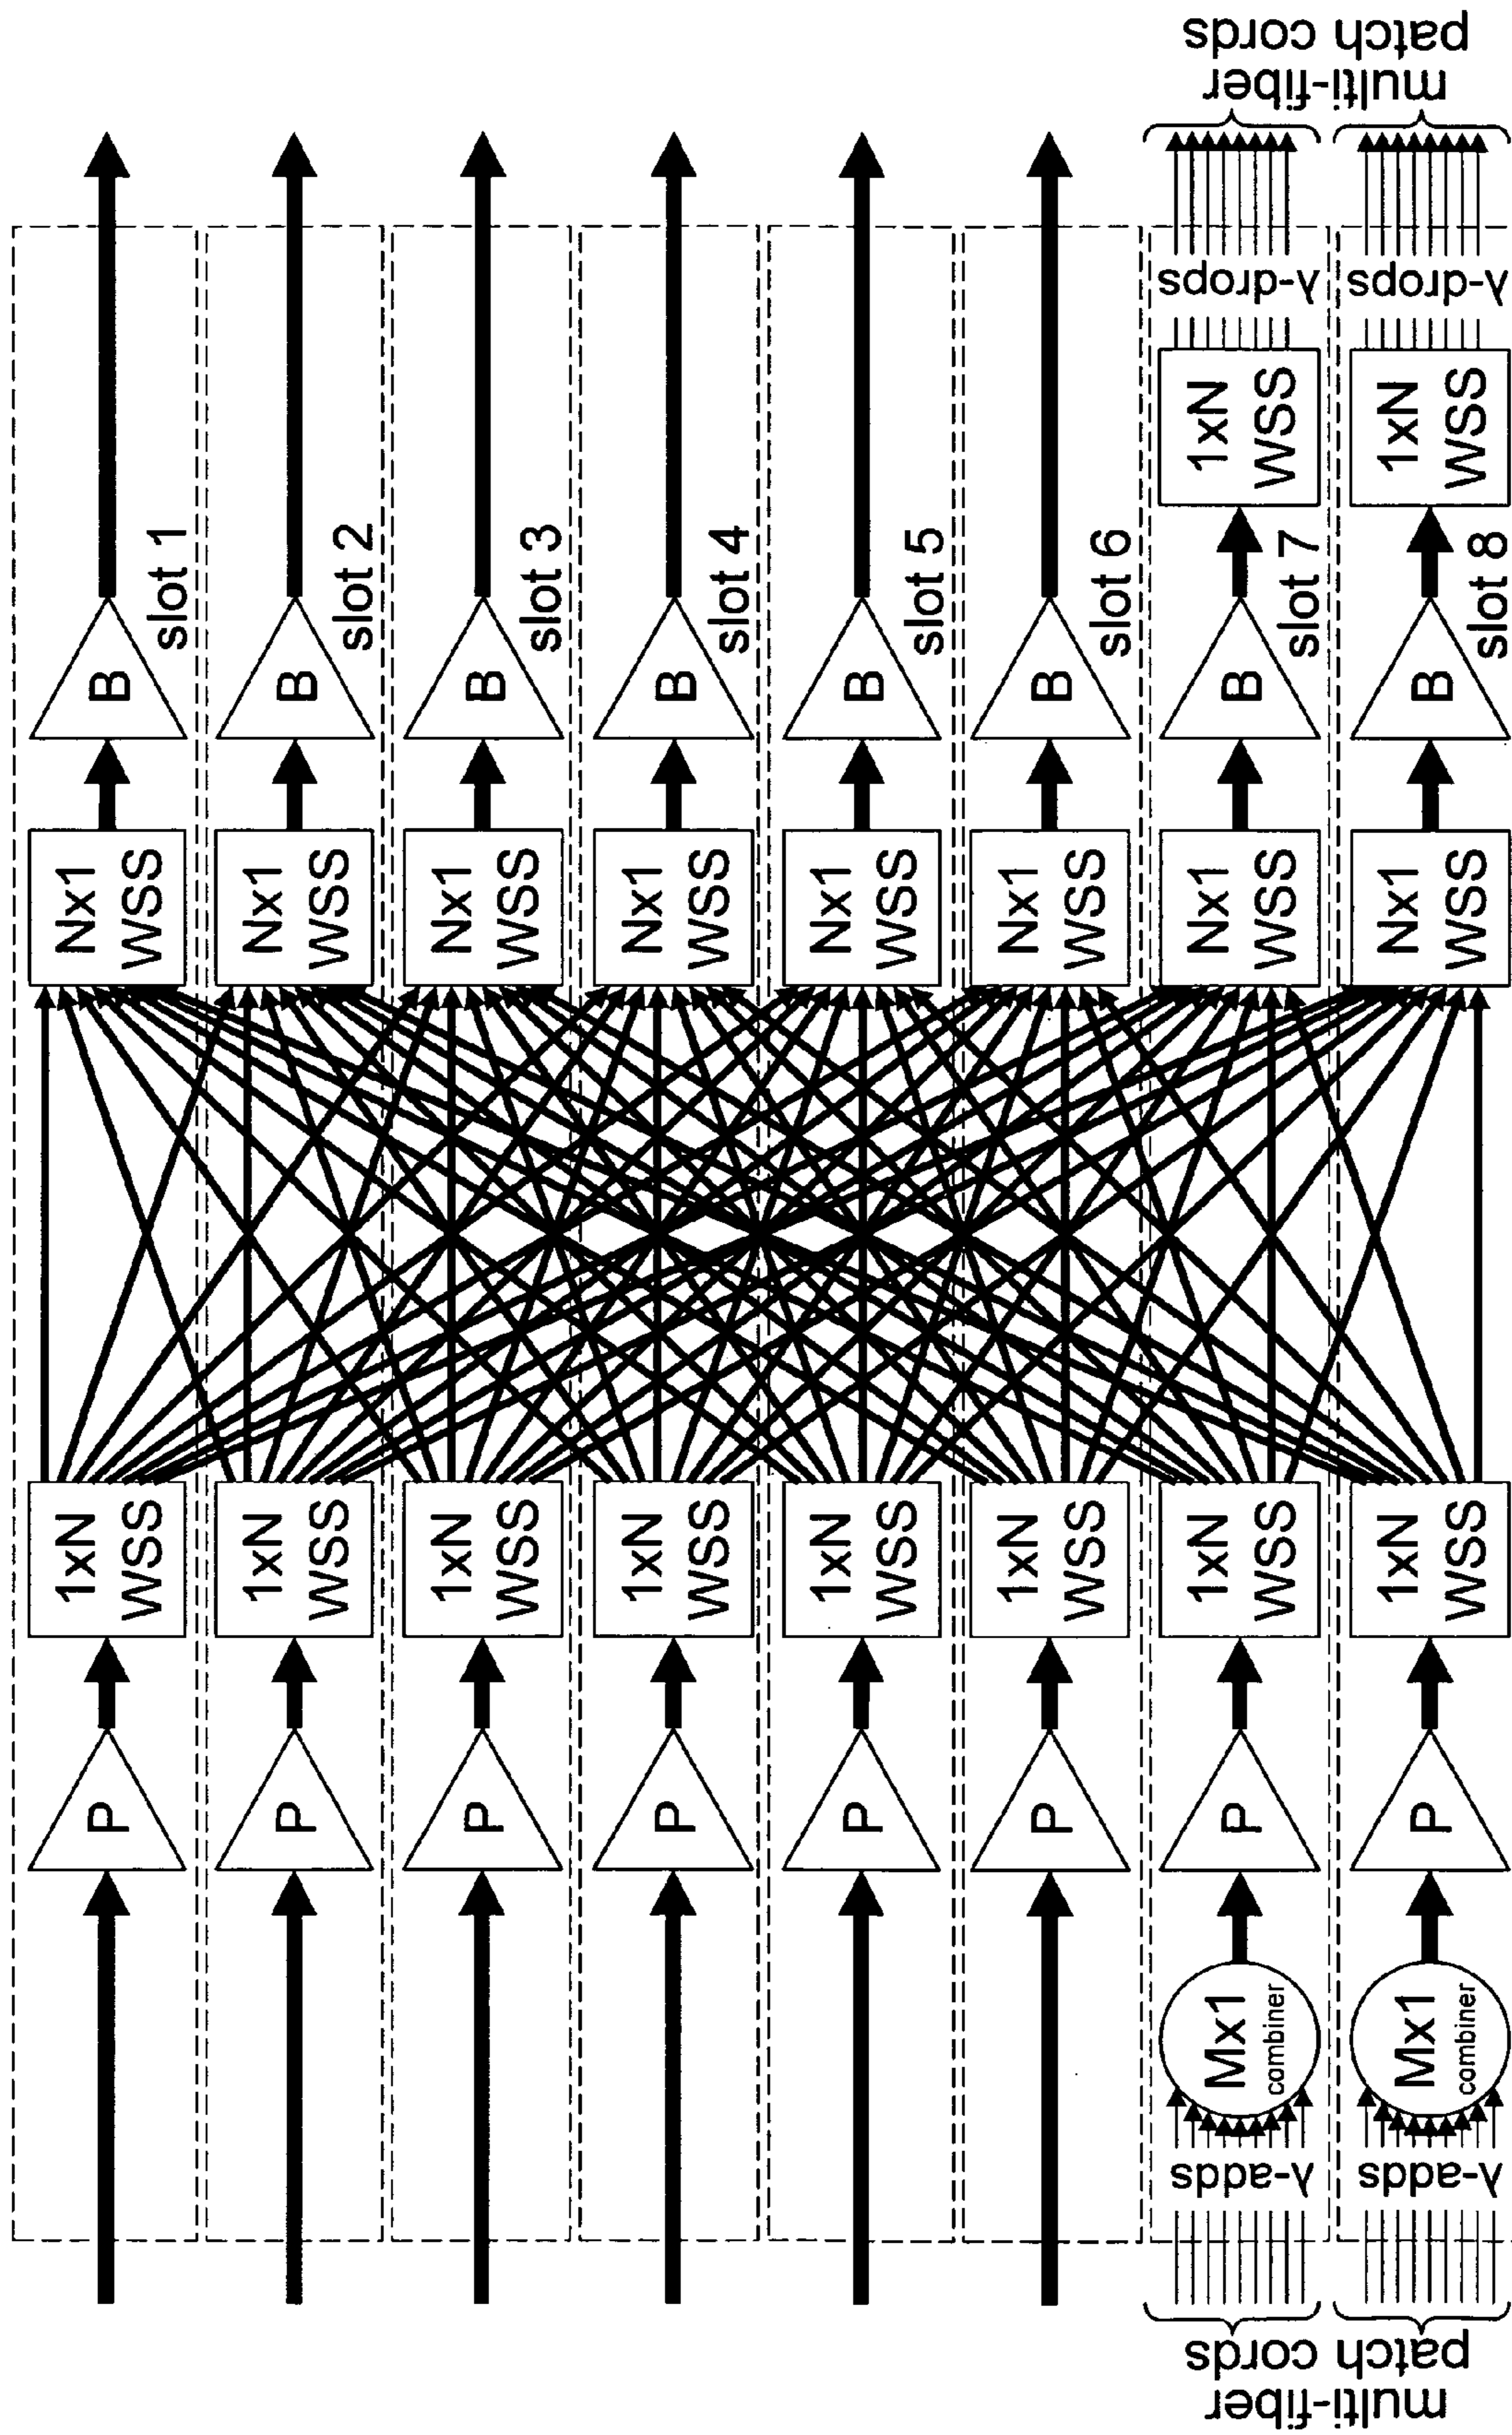 P
1xN
WSS
Nx1
WSS
B
slot 1
P
1xN
WSS
Nx1
WSS
B
slot 2
P
1xN
WSS
Nx1
WSS
B
slot 3
P
1xN
WSS
Nx1
WSS
B
slot 4
P
1xN
WSS
Nx1
WSS
B
slot 5
P
1xN
WSS
Nx1
WSS
B
slot 6
multi-fiber
patch cords
λ-adds
Mx1
combiner
P
1xN
WSS
Nx1
WSS
B
slot 7
1xN
WSS
λ-drops
multi-fiber
patch cords
λ-adds
Mx1
combiner
P
1xN
WSS
Nx1
WSS
B
slot 8
1xN
WSS
λ-drops